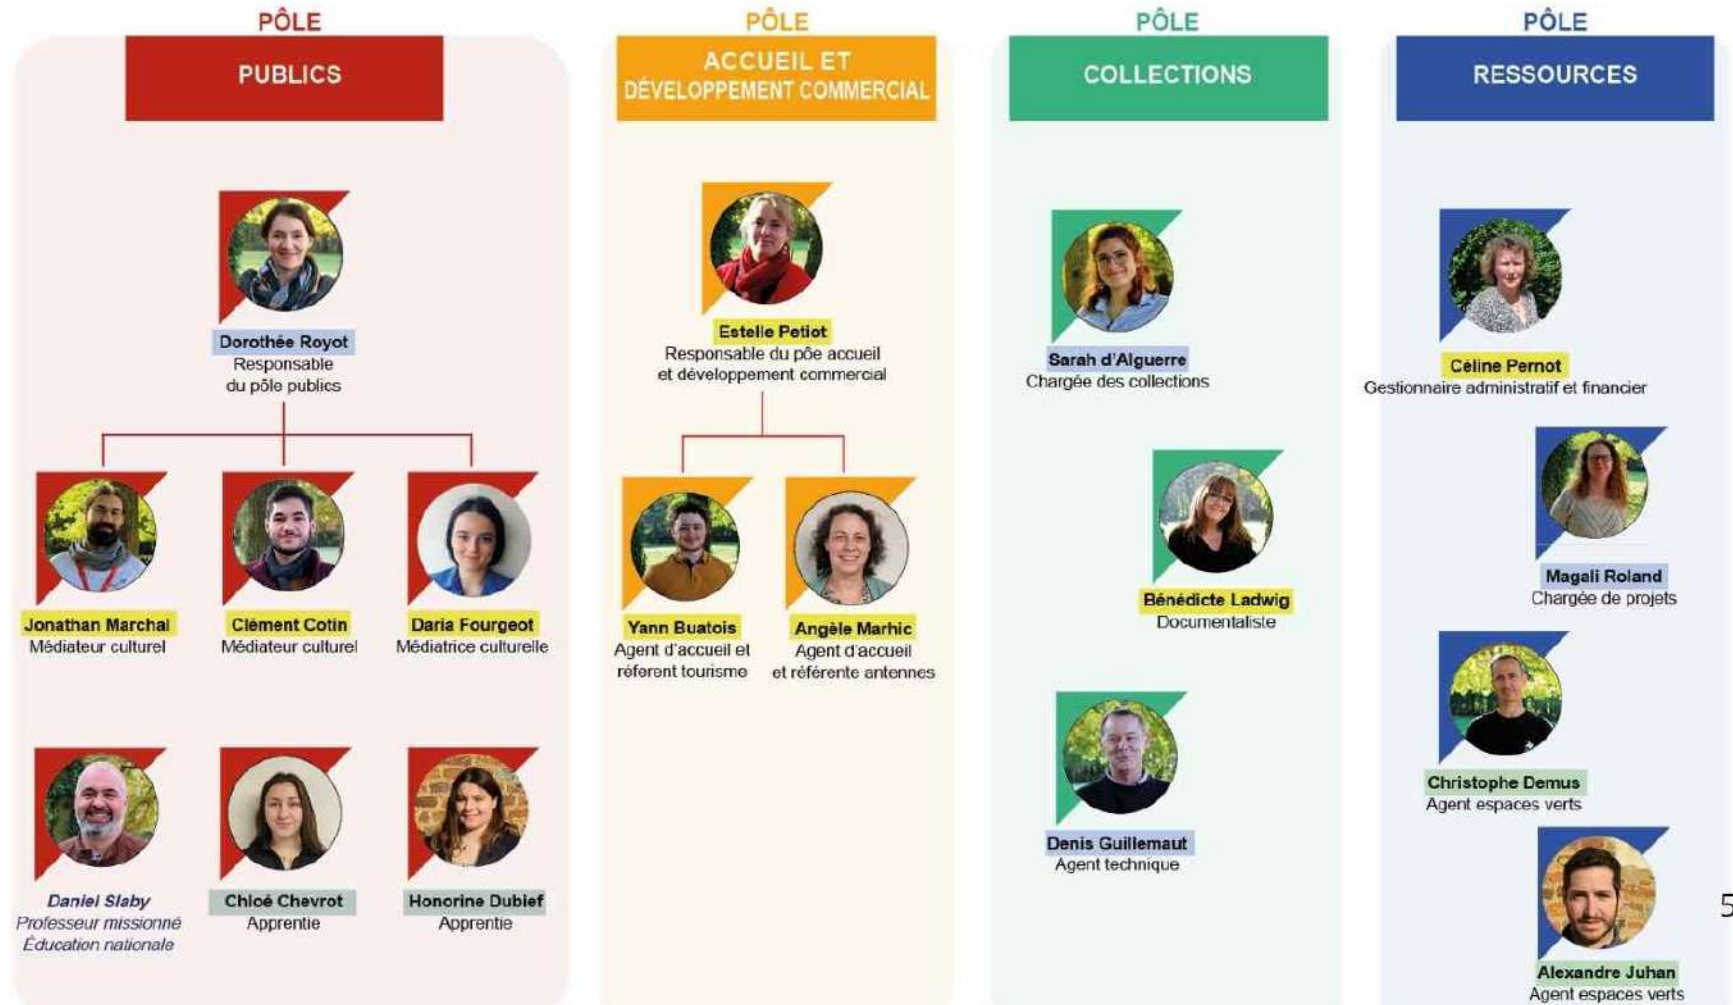 PÔLE
PUBLICS
Dorothée Royot
Responsable
du pôle publics
Jonathan Marchal
Médiateur culturel
Clément Cotin
Médiateur culturel
Daria Fourgeot
Médiatrice culturelle
Daniel Slaby
Professeur missionné
Éducation nationale
Chloé Chevrot
Apprentie
Honorine Dubief
Apprentie
PÔLE
ACCUEIL ET
DÉVELOPPEMENT COMMERCIAL
Estelle Petiot
Responsable du pôe accueil
et développement commercial
Yann Buatois
Agent d'accueil et
réferent tourisme
Angèle Marhic
Agent d'accueil
et référente antennes
PÔLE
COLLECTIONS
Sarah d'Alguerre
Chargée des collections
Bénédicte Ladwig
Documentaliste
Denis Guillemaut
Agent technique
PÔLE
RESSOURCES
Céline Pernot
Gestionnaire administratif et financier
Magali Roland
Chargée de projets
Christophe Demus
Agent espaces verts
Alexandre Juhan
Agent espaces verts
5